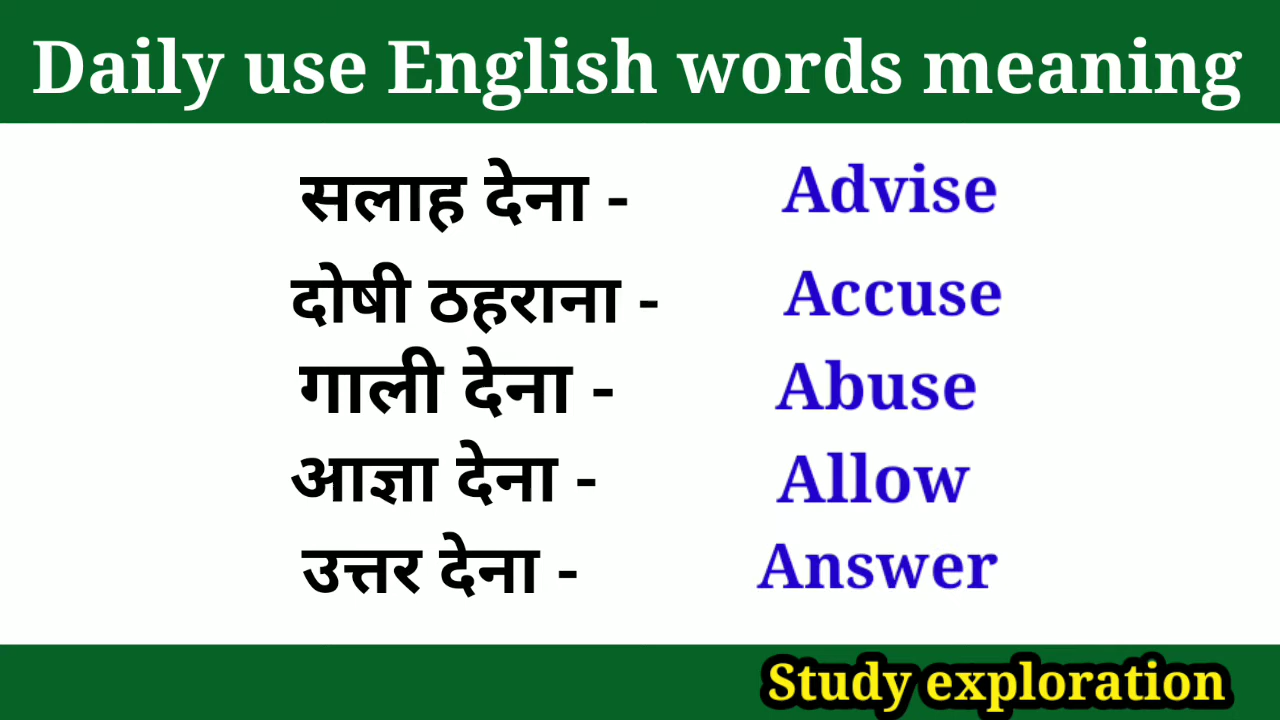 Daily use English words meaning
सलाह देना - Advise
दोषी ठहराना - Accuse
गाली देना - Abuse
आज्ञा देना - Allow
उत्तर देना - Answer
Study exploration